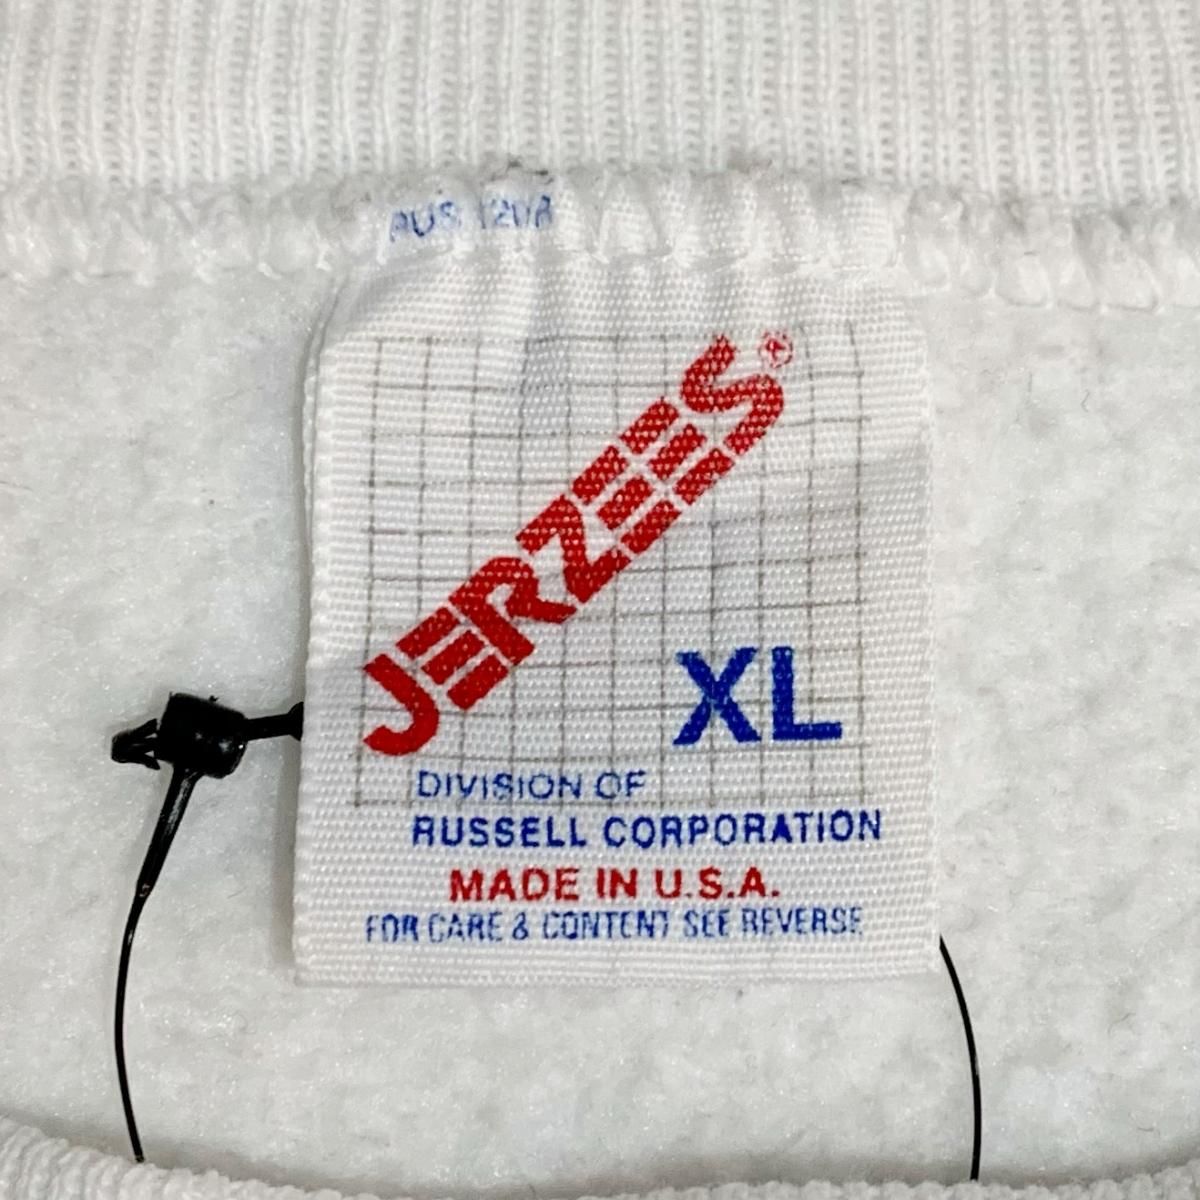 JERZEES®
XL
DIVISION OF
RUSSELL CORPORATION
MADE IN U.S.A.
FOR CARE & CONTENT SEE REVERSE